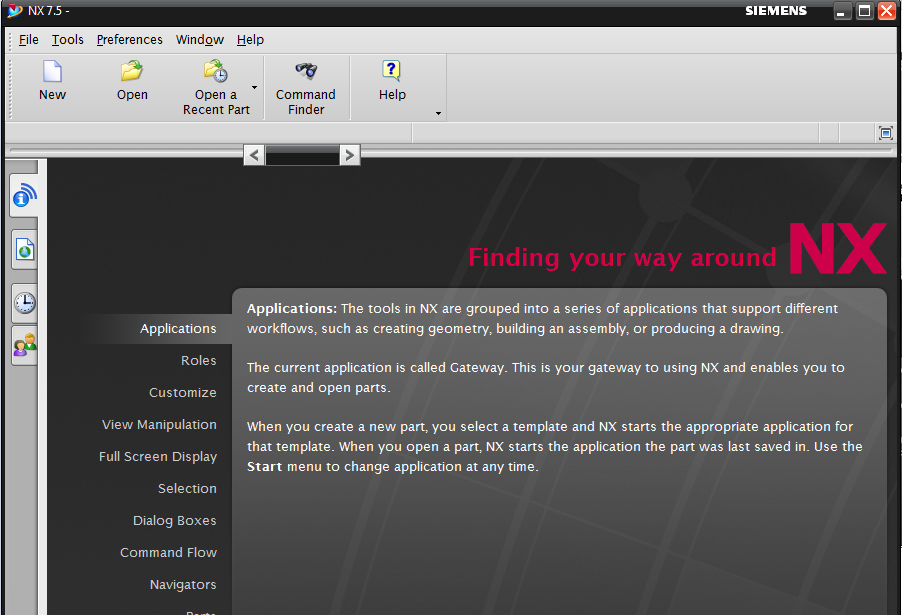 NX 7.5 -
SIEMENS
File Tools Preferences Window Help
New
Open
Open a
Recent Part
Command
Finder
Help
Finding your way around NX
Applications
Roles
Customize
View Manipulation
Full Screen Display
Selection
Dialog Boxes
Command Flow
Navigators
Applications: The tools in NX are grouped into a series of applications that support different
workflows, such as creating geometry, building an assembly, or producing a drawing.
The current application is called Gateway. This is your gateway to using NX and enables you to
create and open parts.
When you create a new part, you select a template and NX starts the appropriate application for
that template. When you open a part, NX starts the application the part was last saved in. Use the
Start menu to change application at any time.